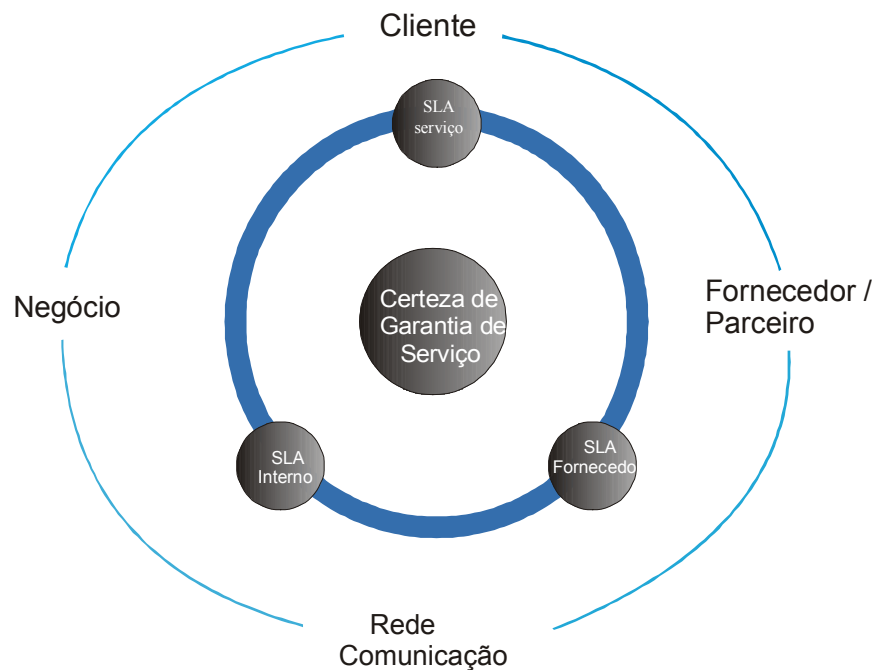 Cliente
SLA
serviço
Negócio
Certeza de
Garantia de
Serviço
Fornecedor /
Parceiro
SLA
Interno
SLA
Fornecedo
Rede
Comunicação